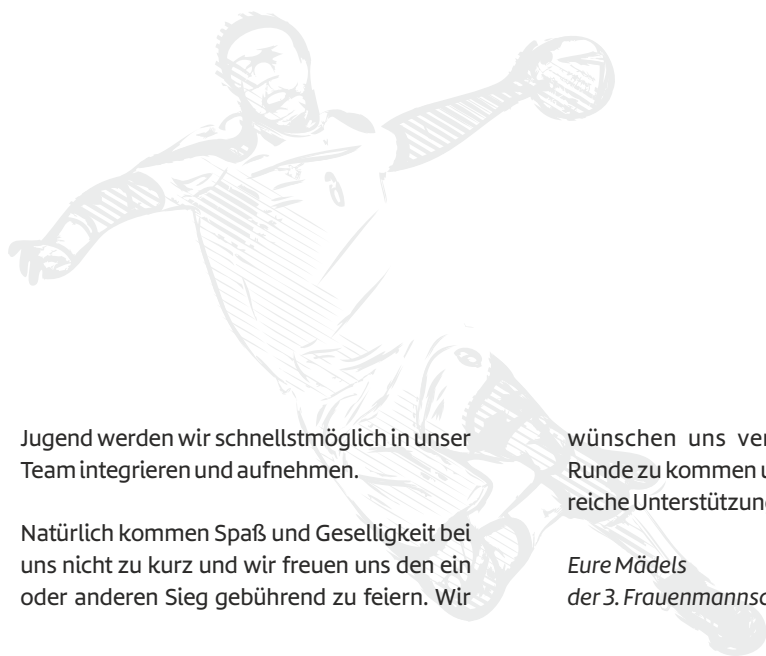 Jugend werden wir schnellstmöglich in unser
Team integrieren und aufnehmen.
Natürlich kommen Spaß und Geselligkeit bei
uns nicht zu kurz und wir freuen uns den ein
oder anderen Sieg gebührend zu feiern. Wir
wünschen uns
Runde zu kommen
reiche
Eure Mädels
der 3.